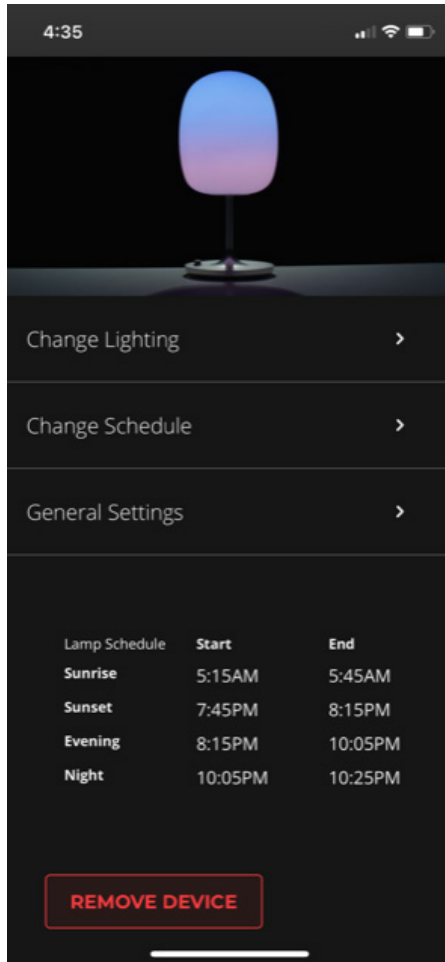 4:35
Change Lighting
Change Schedule
General Settings
Lamp Schedule Start End
Sunrise 5:15AM 5:45AM
Sunset 7:45PM 8:15PM
Evening 8:15PM 10:05PM
Night 10:05PM 10:25PM
REMOVE DEVICE